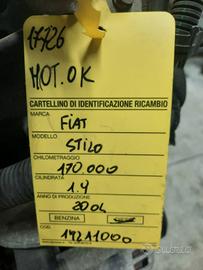 17926
MOT. OK
CARTELLINO DI IDENTIFICAZIONE RICAMBIO
MARCA
FiAT
MODELLO
STiLO
CHILOMETRAGGIO
170.000
CILINDRATA
1.9
ANNO DI PRODUZIONE
2004
BENZINA
COD.
192A1000